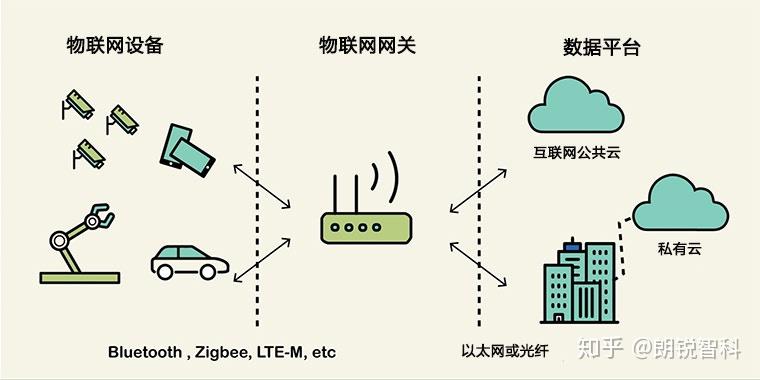 物联网设备
物联网网关
数据平台
互联网公共云
私有云
Bluetooth , Zigbee, LTE-M, etc
以太网或光纤
知乎 @朗锐智科